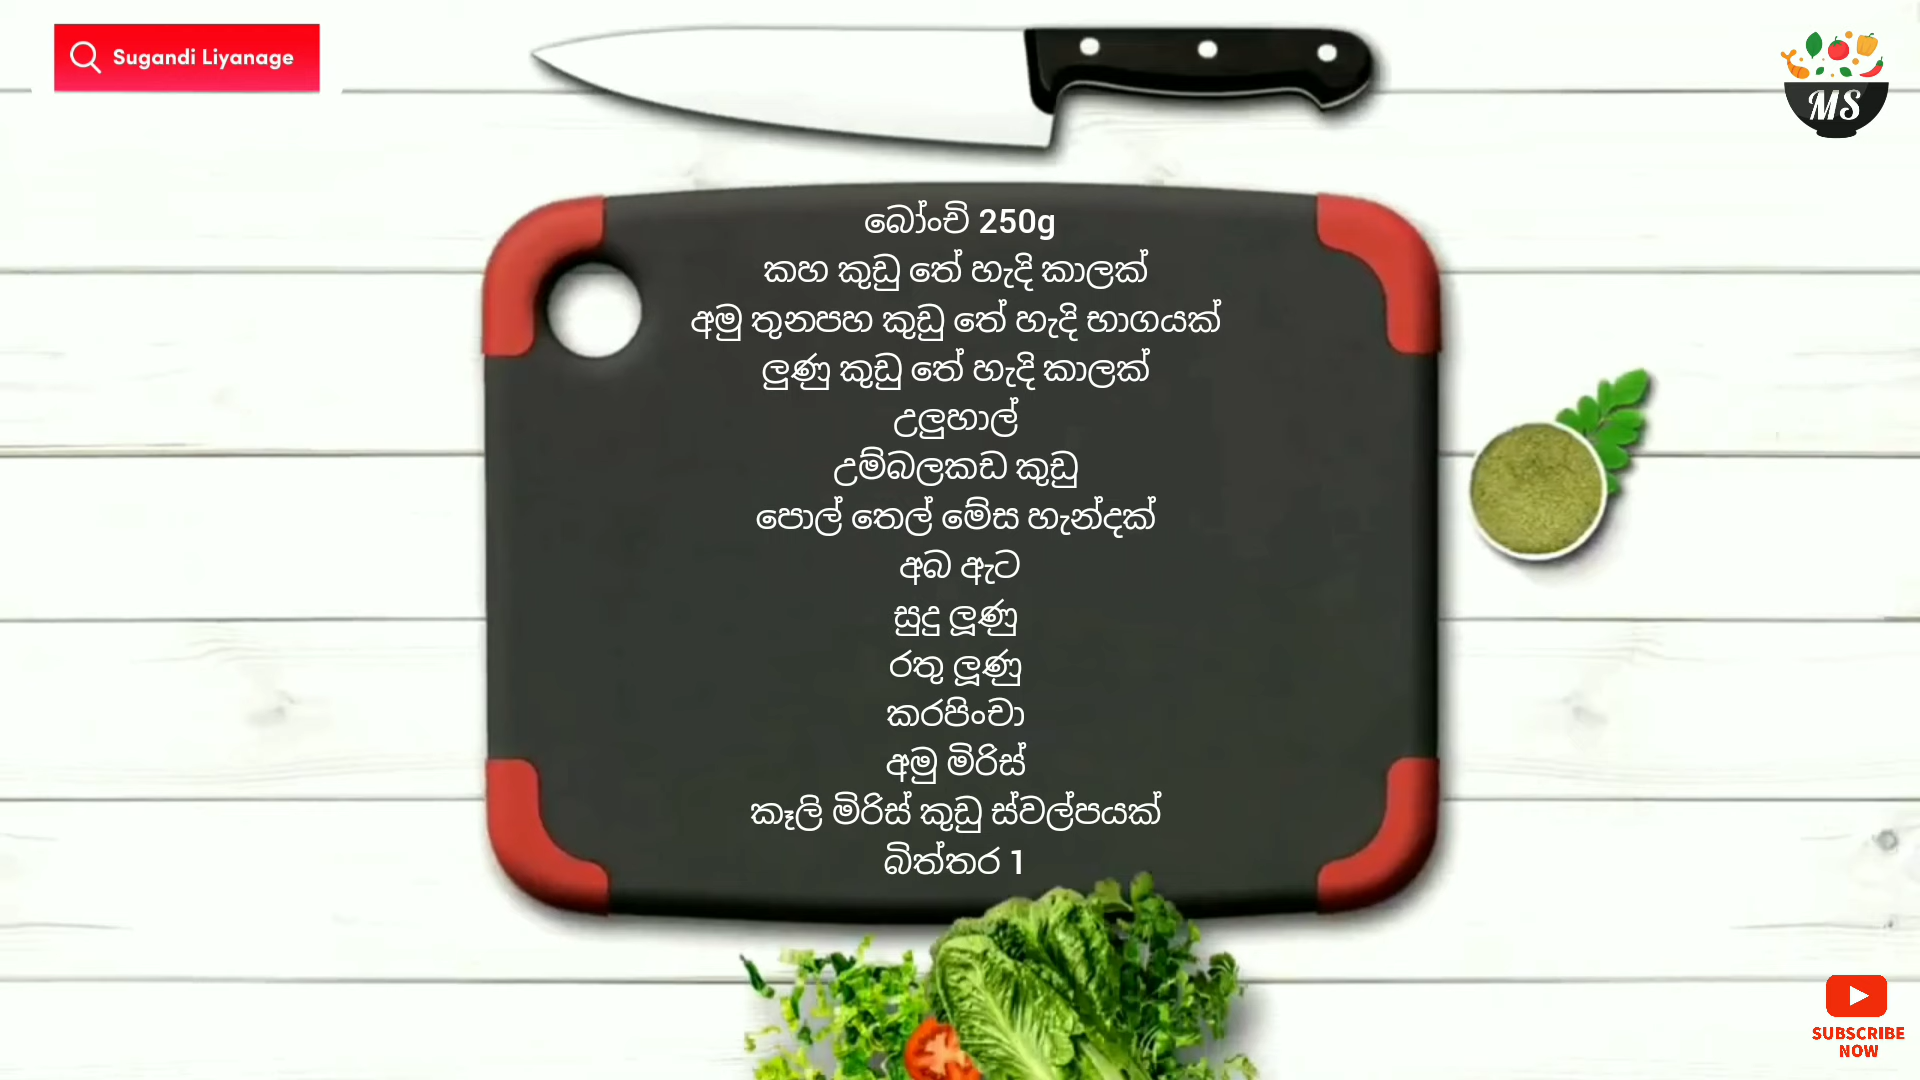 Sugandi Liyanage
MS
බෝංචි 250g
කහ කුඩු තේ හැදි කාලක්
අමු තුනපහ කුඩු තේ හැදි භාගයක්
ලුණු කුඩු තේ හැදි කාලක්
උලුහාල්
උම්බලකඩ කුඩු
පොල් තෙල් මේස හැන්දක්
අබ ඇට
සුදු ලූණු
රතු ලූණු
කරපිංචා
අමු මිරිස්
කෑලි මිරිස් කුඩු ස්වල්පයක්
බිත්තර 1
SUBSCRIBE
NOW